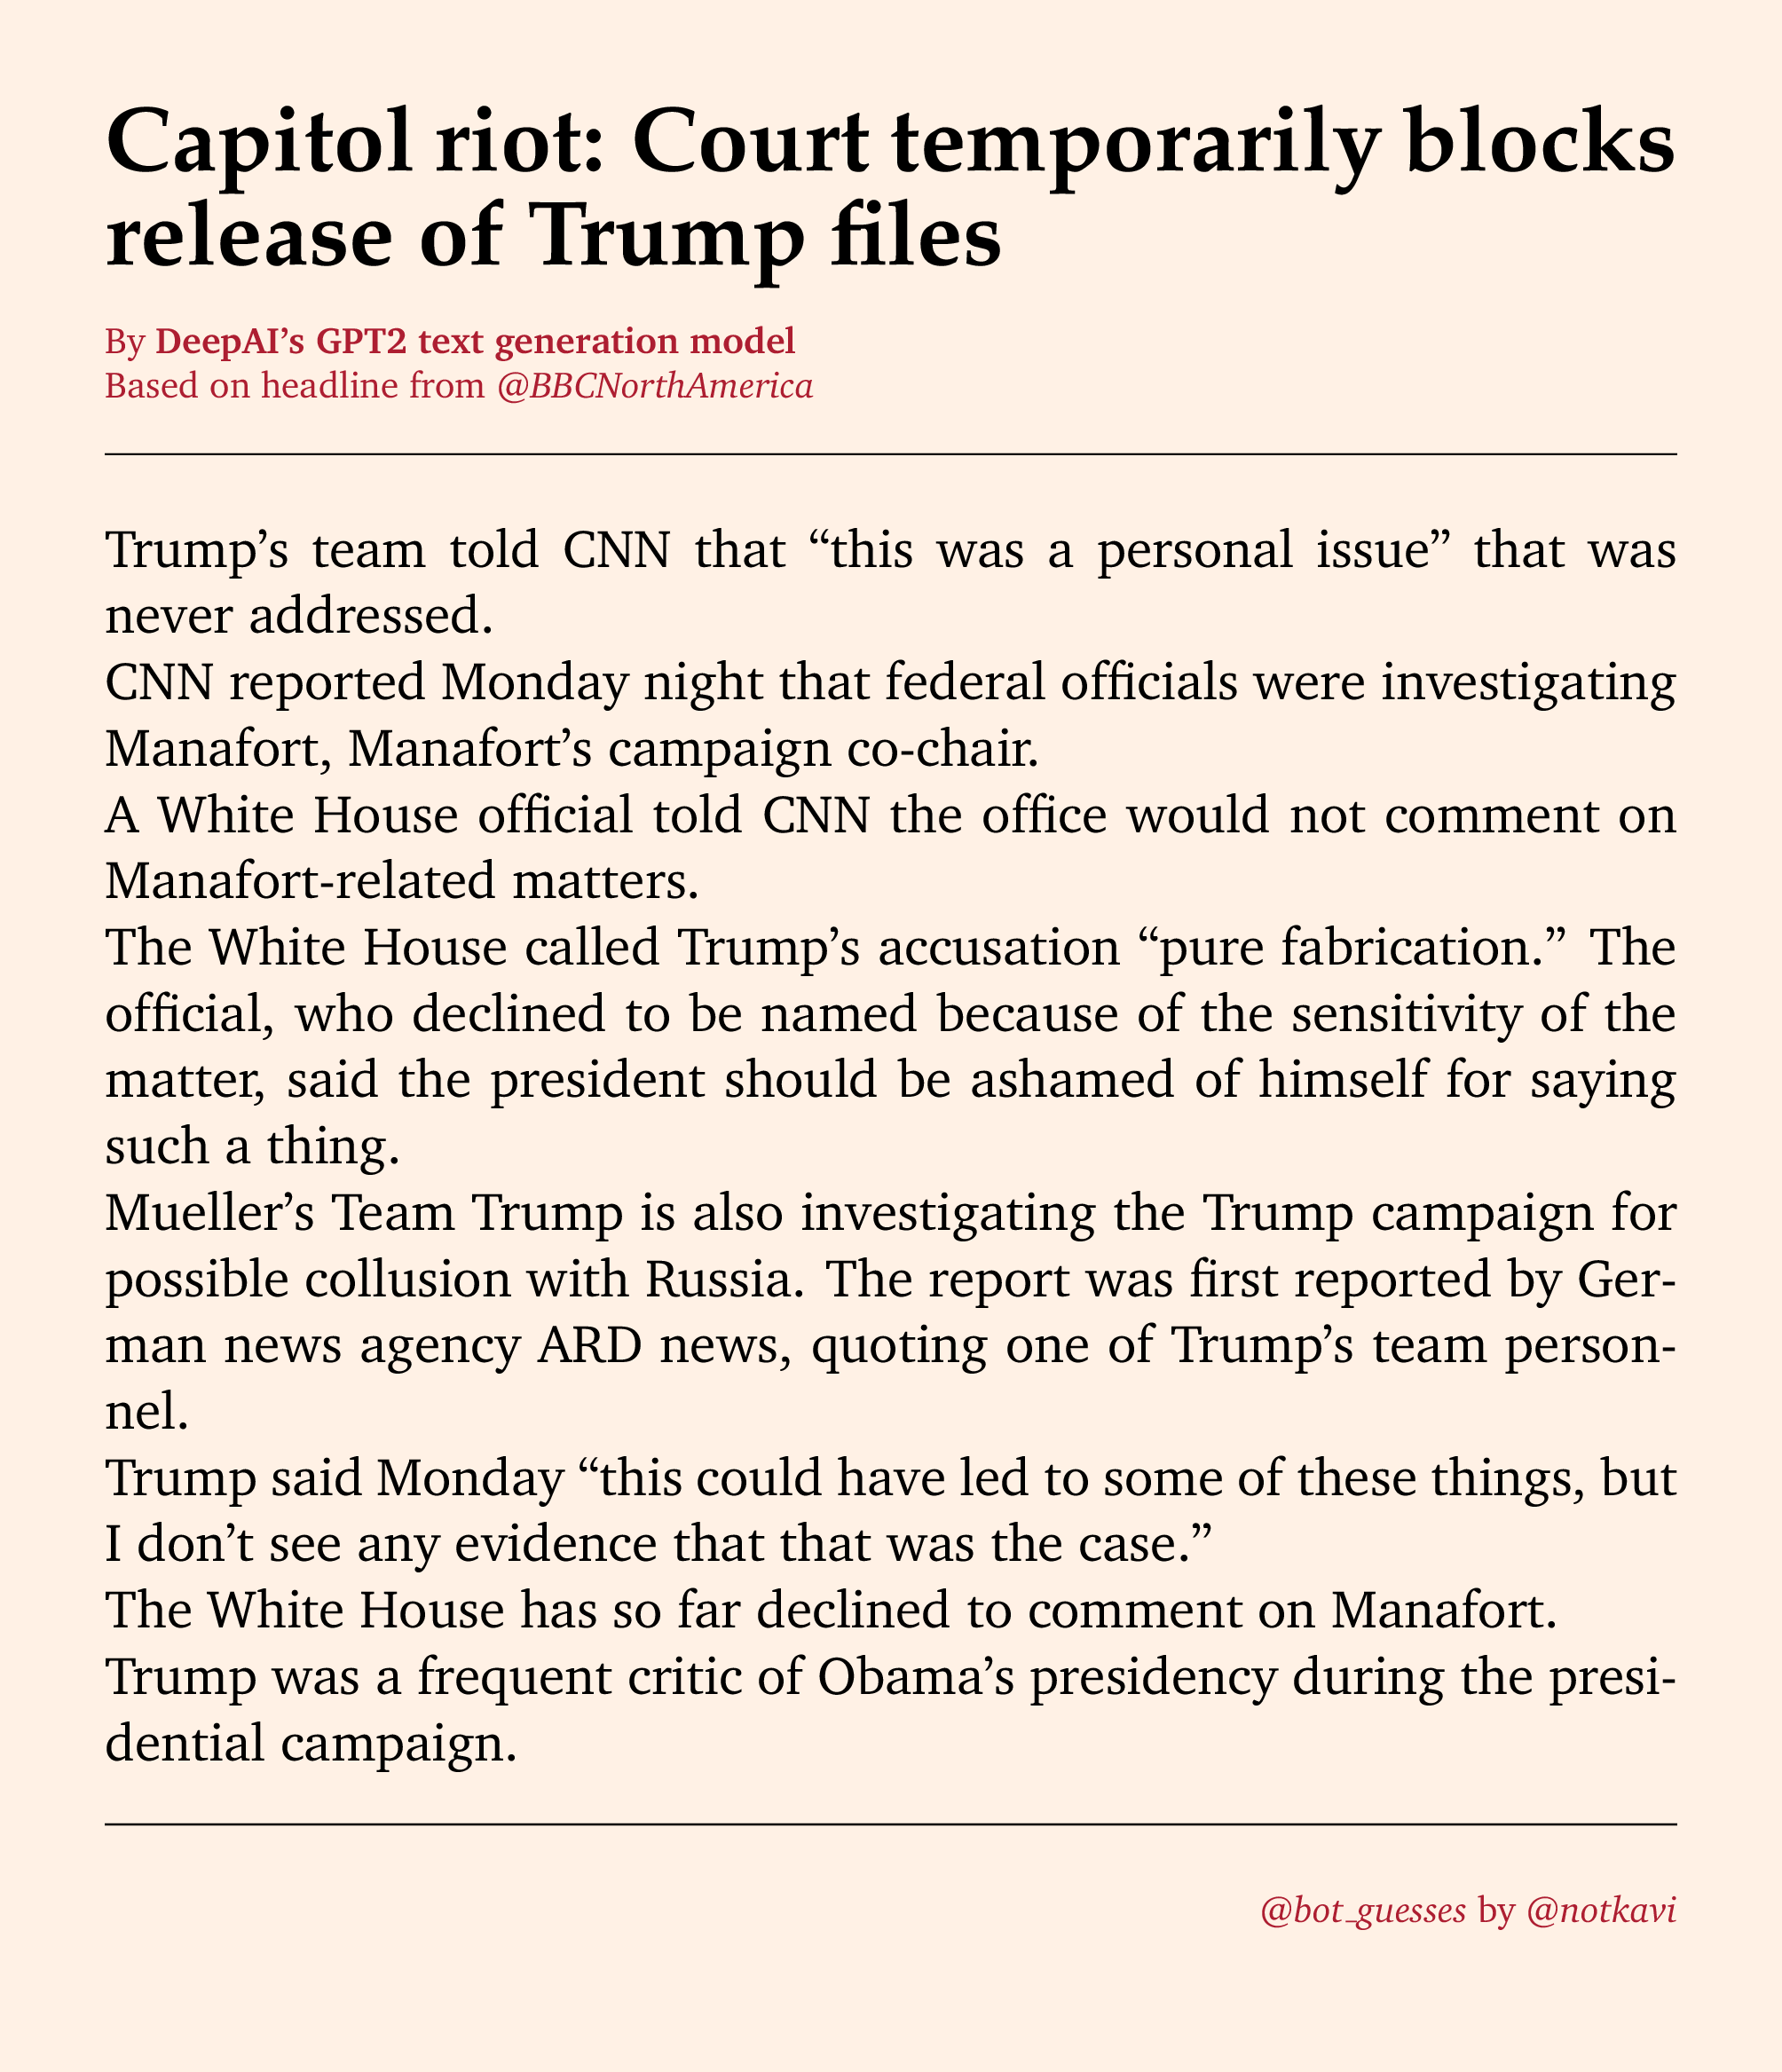 Capitol riot: Court temporarily blocks
release of Trump files
By DeepAI’s GPT2 text generation model
Based on headline from @BBCNorthAmerica
Trump’s team told CNN that “this was a personal issue” that was
never addressed.
CNN reported Monday night that federal officials were investigating
Manafort, Manafort’s campaign co-chair.
A White House official told CNN the office would not comment on
Manafort-related matters.
The White House called Trump’s accusation “pure fabrication.” The
official, who declined to be named because of the sensitivity of the
matter, said the president should be ashamed of himself for saying
such a thing.
Mueller’s Team Trump is also investigating the Trump campaign for
possible collusion with Russia. The report was first reported by Ger-
man news agency ARD news, quoting one of Trump’s team person-
nel.
Trump said Monday “this could have led to some of these things, but
I don’t see any evidence that that was the case.”
The White House has so far declined to comment on Manafort.
Trump was a frequent critic of Obama’s presidency during the presi-
dential campaign.
@bot_guesses by @notkavi